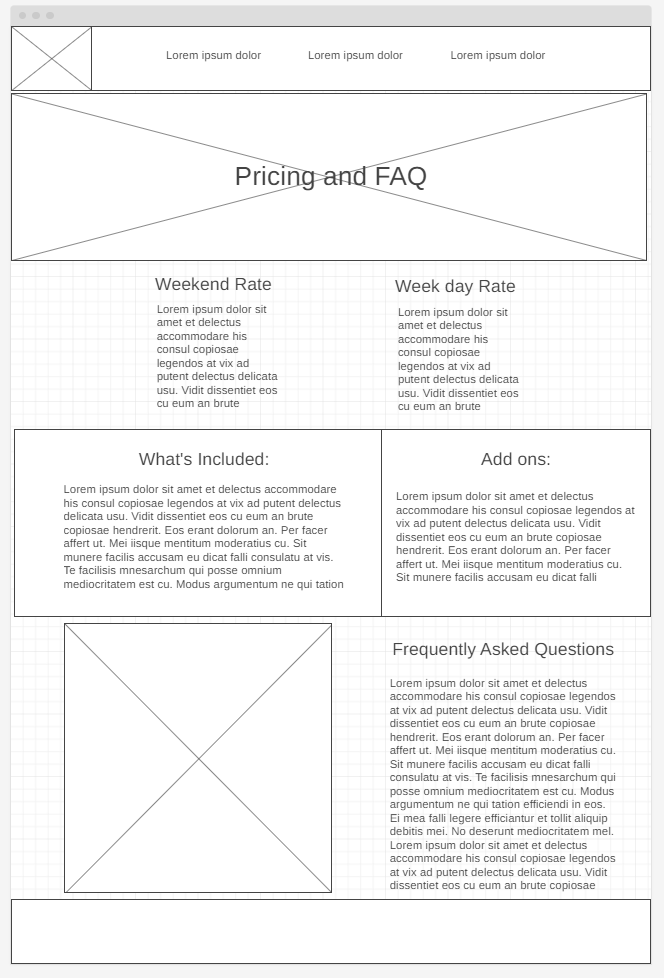 Lorem ipsum dolor Lorem ipsum dolor Lorem ipsum dolor
Pricing and FAQ
Weekend Rate
Lorem ipsum dolor sit
amet et delectus
accommodare his
consul copiosae
legendos at vix ad
putent delectus delicata
usu. Vidit dissentiet eos
cu eum an brute
Week day Rate
Lorem ipsum dolor sit
amet et delectus
accommodare his
consul copiosae
legendos at vix ad
putent delectus delicata
usu. Vidit dissentiet eos
cu eum an brute
What's Included:
Lorem ipsum dolor sit amet et delectus accommodare
his consul copiosae legendos at vix ad putent delectus
delicata usu. Vidit dissentiet eos cu eum an brute
copiosae hendrerit. Eos erant dolorum an. Per facer
affert ut. Mei iisque mentitum moderatius cu. Sit
munere facilis accusam eu dicat falli consulatu at vis.
Te facilisis mnesarchum qui posse omnium
mediocritatem est cu. Modus argumentum ne qui tation
Add ons:
Lorem ipsum dolor sit amet et delectus
accommodare his consul copiosae legendos at
vix ad putent delectus delicata usu. Vidit
dissentiet eos cu eum an brute copiosae
hendrerit. Eos erant dolorum an. Per facer
affert ut. Mei iisque mentitum moderatius cu.
Sit munere facilis accusam eu dicat falli
Frequently Asked Questions
Lorem ipsum dolor sit amet et delectus
accommodare his consul copiosae legendos
at vix ad putent delectus delicata usu. Vidit
dissentiet eos cu eum an brute copiosae
hendrerit. Eos erant dolorum an. Per facer
affert ut. Mei iisque mentitum moderatius cu.
Sit munere facilis accusam eu dicat falli
consulatu at vis. Te facilisis mnesarchum qui
posse omnium mediocritatem est cu. Modus
argumentum ne qui tation efficiendi in eos.
Ei mea falli legere efficiantur et tollit aliquip
debitis mei. No deserunt mediocritatem mel.
Lorem ipsum dolor sit amet et delectus
accommodare his consul copiosae legendos
at vix ad putent delectus delicata usu. Vidit
dissentiet eos cu eum an brute copiosae